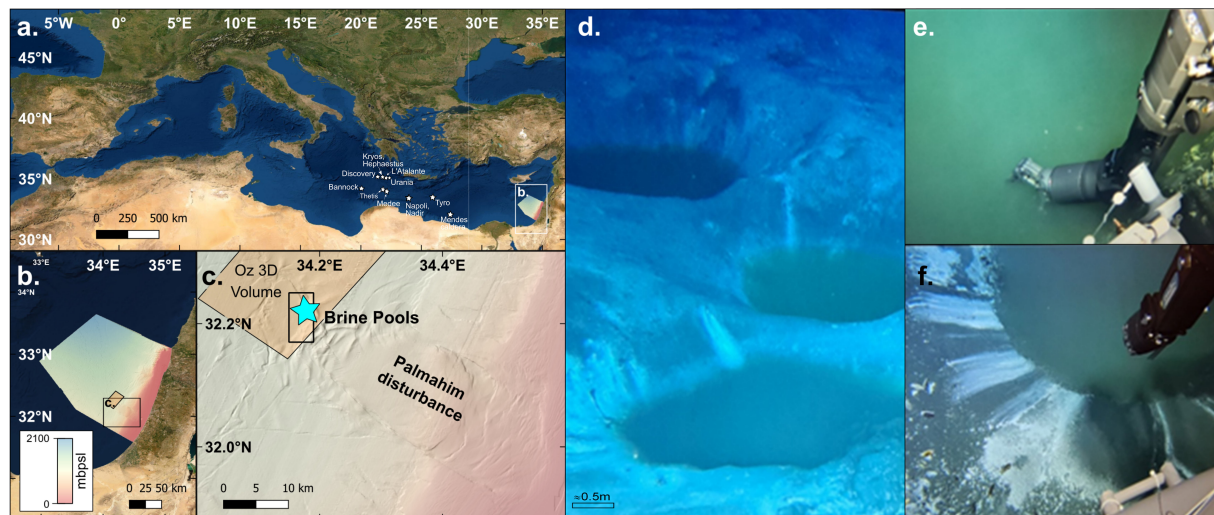 a.
5°W 0°E 5°E 10°E 15°E 20°E 25°E 30°E 35°E
45°N
40°N
35°N
30°N
Kryos,
Hephaestus
L'Atalante
Discovery
Urania
Bannock
Thetis
Medee
Tyro
Napoli,
Nadir
Mendes
b.
0 250 500 km
b.
33°E 34°E 35°E
34°N
33°N
32°N
c.
2100
mbpsl
0
0 25 50 km
c.
34.2°E 34.4°E
Oz 3D
Volume
32.2°N
Brine Pools
Palmahim
disturbance
32.0°N
0 5 10 km
d.
≈0.5m
e.
f.